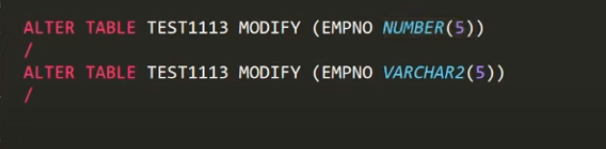 ALTER TABLE TEST1113 MODIFY (EMPNO NUMBER(5))
/
ALTER TABLE TEST1113 MODIFY (EMPNO VARCHAR2(5))
/